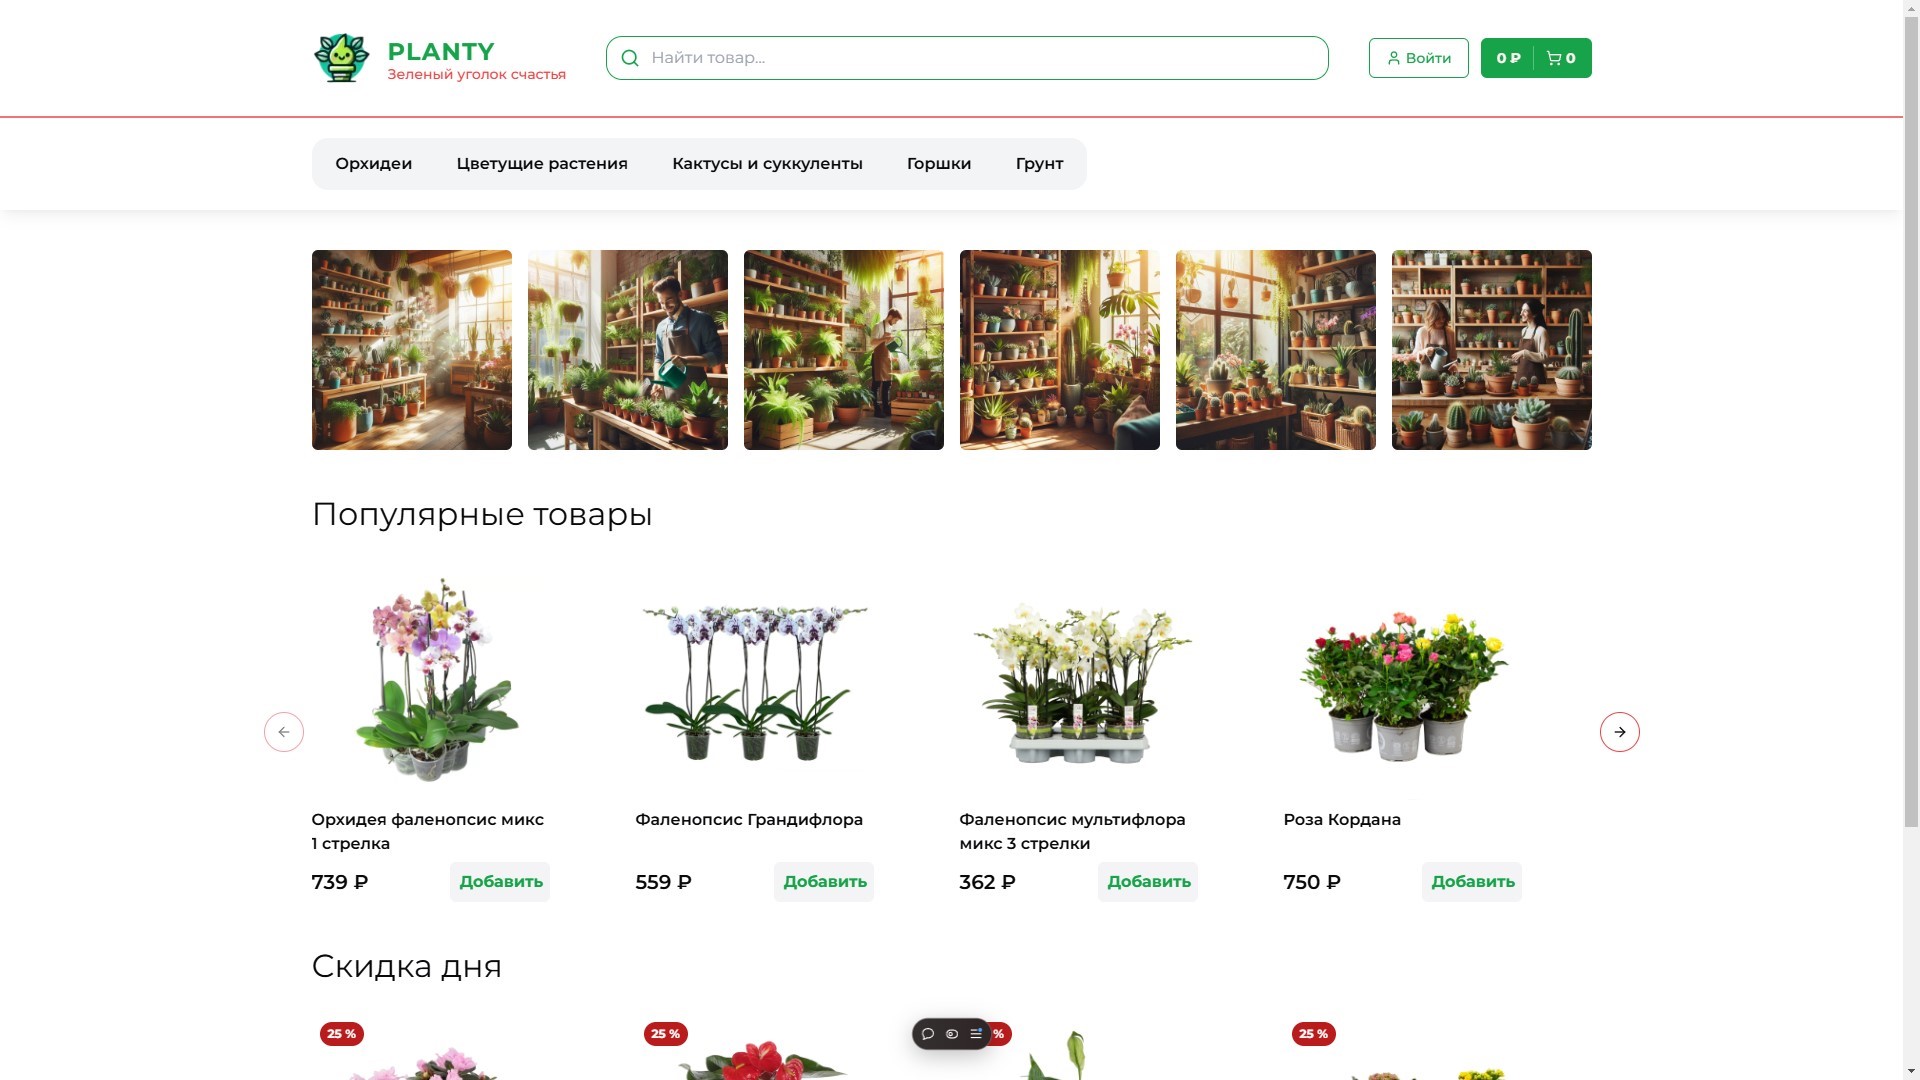 PLANTY
Зеленый уголок счастья
Найти товар...
Войти
0 ₽
0
Орхидеи
Цветущие растения
Кактусы и суккуленты
Горшки
Грунт
Популярные товары
Орхидея фаленопсис микс
1 стрелка
739 ₽
Добавить
Фаленопсис Грандифлора
559 ₽
Добавить
Фаленопсис мультифлора
микс 3 стрелки
362 ₽
Добавить
Роза Кордана
750 ₽
Добавить
Скидка дня
25 %
25 %
%
25 %